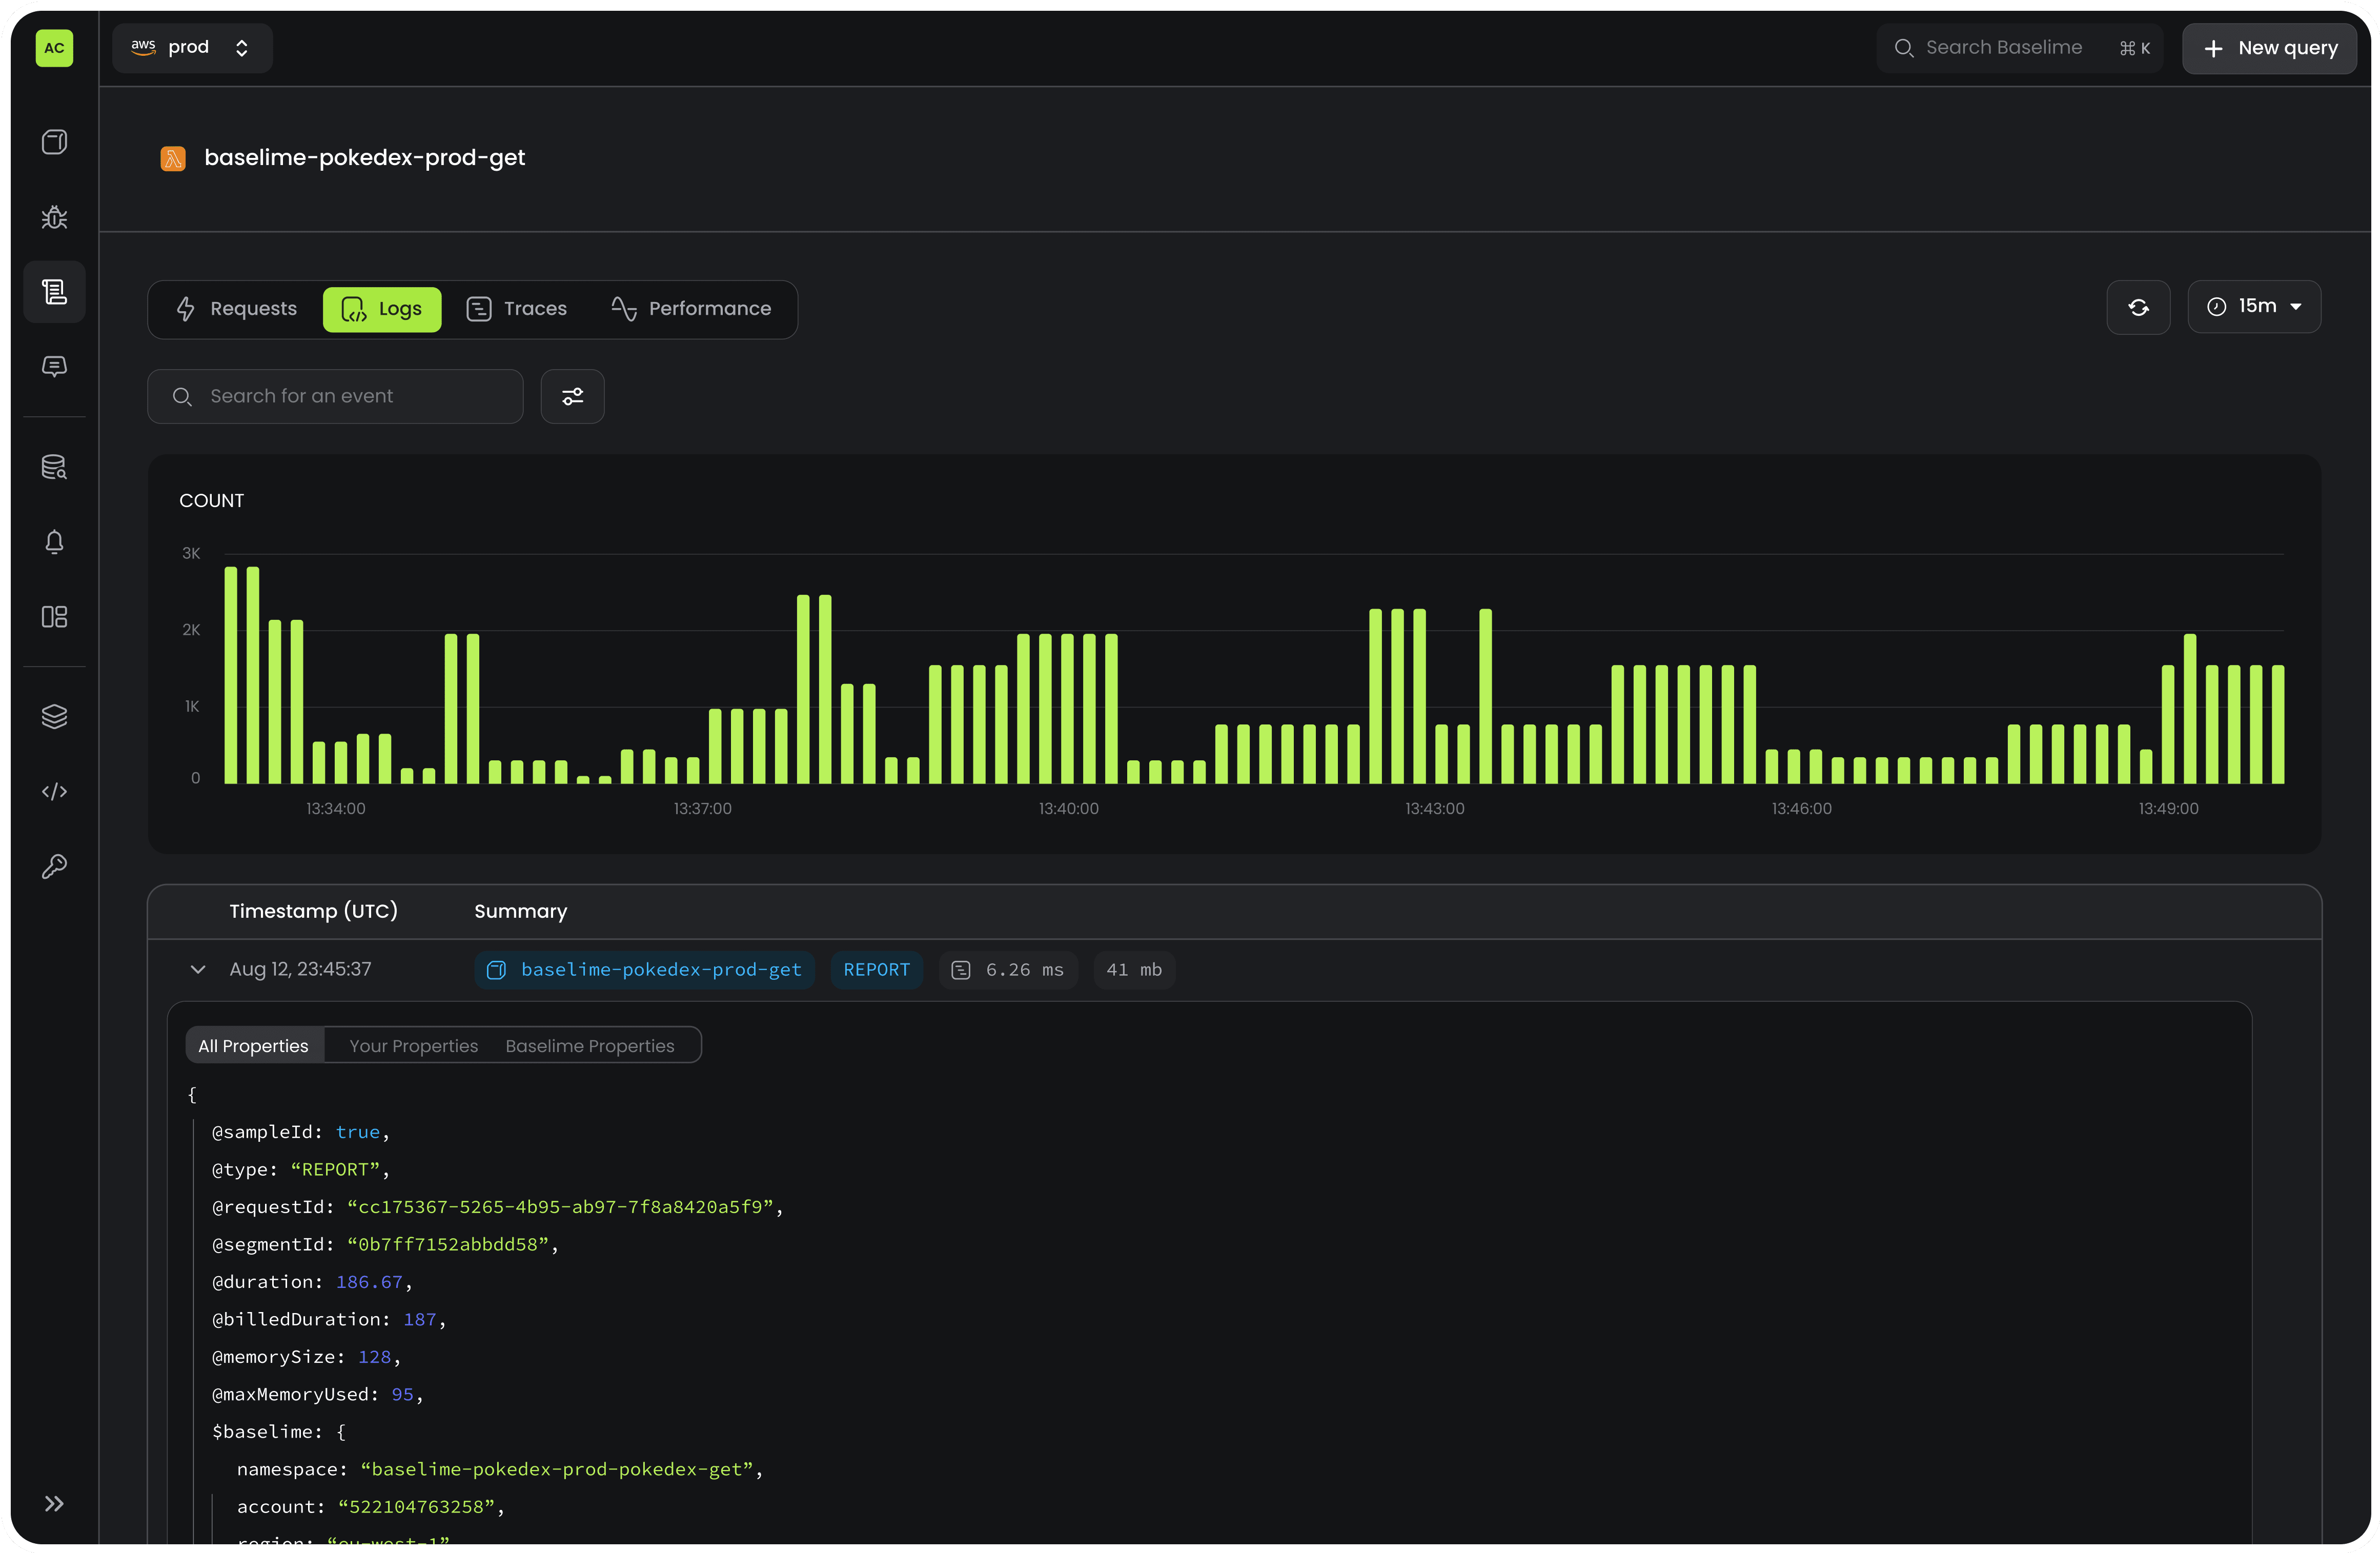 AC
aws prod
Search Baselime ⌘ K
+ New query
baselime-pokedex-prod-get
Requests Logs Traces Performance
15m
Search for an event
COUNT
3K
2K
1K
0
13:34:00 13:37:00 13:40:00 13:43:00 13:46:00 13:49:00
Timestamp (UTC) Summary
Aug 12, 23:45:37 baselime-pokedex-prod-get REPORT 6.26 ms 41 mb
All Properties Your Properties Baselime Properties
{
@sampleId: true,
@type: “REPORT”,
@requestId: “cc175367-5265-4b95-ab97-7f8a8420a5f9”,
@segmentId: “0b7ff7152abbdd58”,
@duration: 186.67,
@billedDuration: 187,
@memorySize: 128,
@maxMemoryUsed: 95,
$baselime: {
namespace: “baselime-pokedex-prod-pokedex-get”,
account: “522104763258”,
region: “eu-west-1”